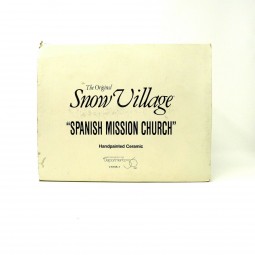 The Original
Snow Village
"SPANISH MISSION CHURCH"
Handpainted Ceramic